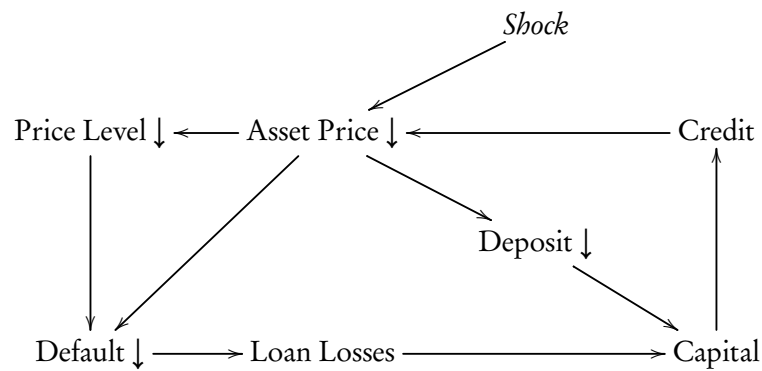 Shock
Price Level ↓ Asset Price ↓ Credit
Deposit ↓
Default ↓ Loan Losses Capital